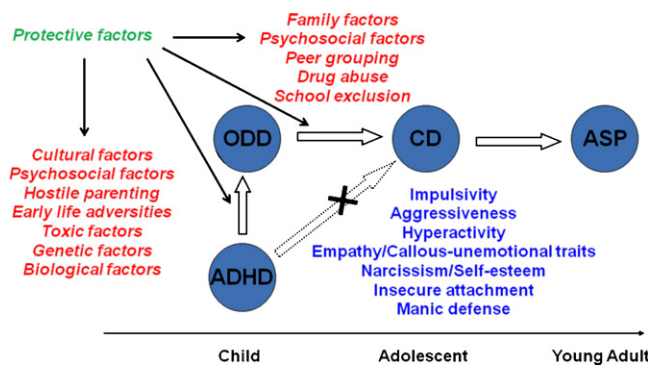 Protective factors
Family factors
Psychosocial factors
Peer grouping
Drug abuse
School exclusion
ODD
CD
ASP
Cultural factors
Psychosocial factors
Hostile parenting
Early life adversities
Toxic factors
Genetic factors
Biological factors
ADHD
Impulsivity
Aggressiveness
Hyperactivity
Empathy/Callous-unemotional traits
Narcissism/Self-esteem
Insecure attachment
Manic defense
Child
Adolescent
Young Adult